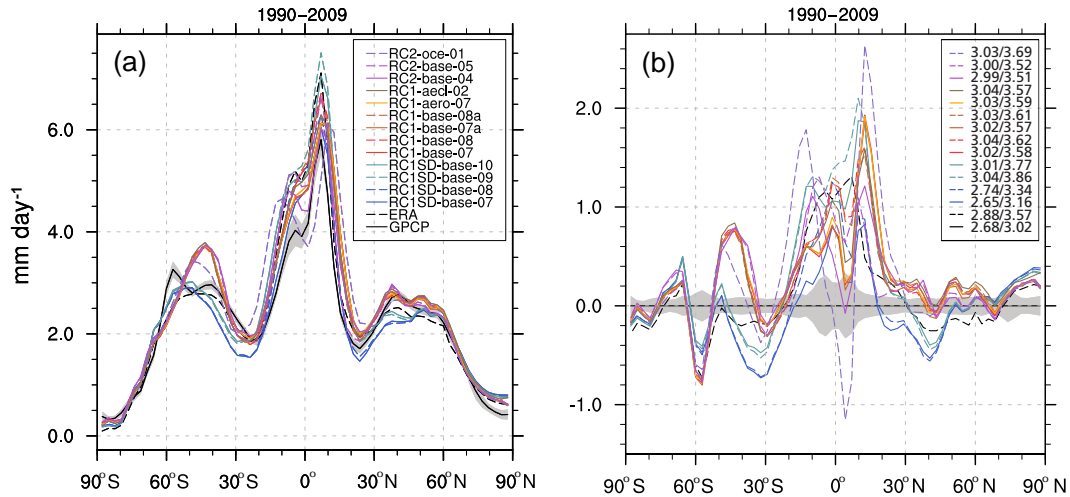 1990−2009
(a)
RC2-oce-01
RC2-base-05
RC2-base-04
RC1-aecl-02
RC1-aero-07
RC1-base-08a
RC1-base-07a
RC1-base-08
RC1-base-07
RC1SD-base-10
RC1SD-base-09
RC1SD-base-08
RC1SD-base-07
ERA
GPCP
mm day-1
6.0
4.0
2.0
0.0
90°S
60°S
30°S
0°
30°N
60°N
90°N
1990−2009
(b)
3.03/3.69
3.00/3.52
2.99/3.51
3.04/3.57
3.03/3.59
3.03/3.61
3.02/3.57
3.04/3.62
3.02/3.58
3.01/3.77
3.04/3.86
2.74/3.34
2.65/3.16
2.88/3.57
2.68/3.02
2.0
1.0
0.0
-1.0
90°S
60°S
30°S
0°
30°N
60°N
90°N